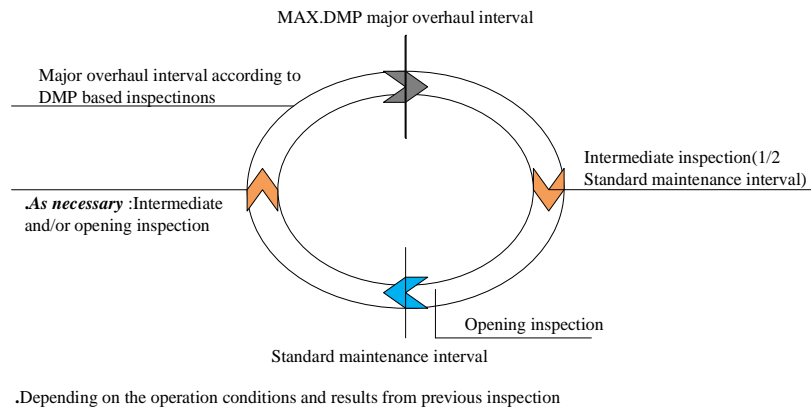 MAX.DMP major overhaul interval
Major overhaul interval according to
DMP based inspectinons
Intermediate inspection(1/2
Standard maintenance interval)
.As necessary :Intermediate
and/or opening inspection
Opening inspection
Standard maintenance interval
.Depending on the operation conditions and results from previous inspection